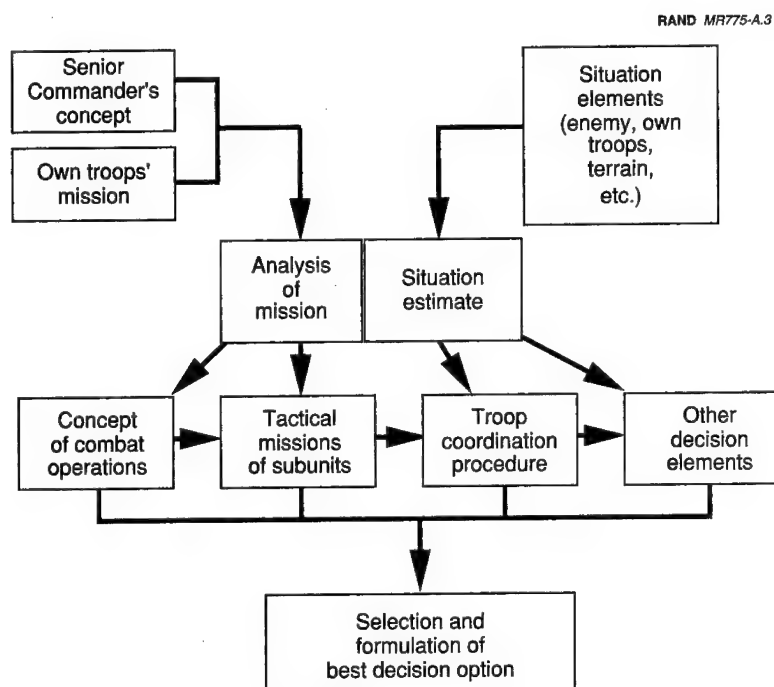 RAND MR775-A.3
Senior
Commander's
concept
Own troops'
mission
Situation
elements
(enemy, own
troops,
terrain,
etc.)
Analysis
of
mission
Situation
estimate
Concept
of combat
operations
Tactical
missions
of subunits
Troop
coordination
procedure
Other
decision
elements
Selection and
formulation of
best decision option